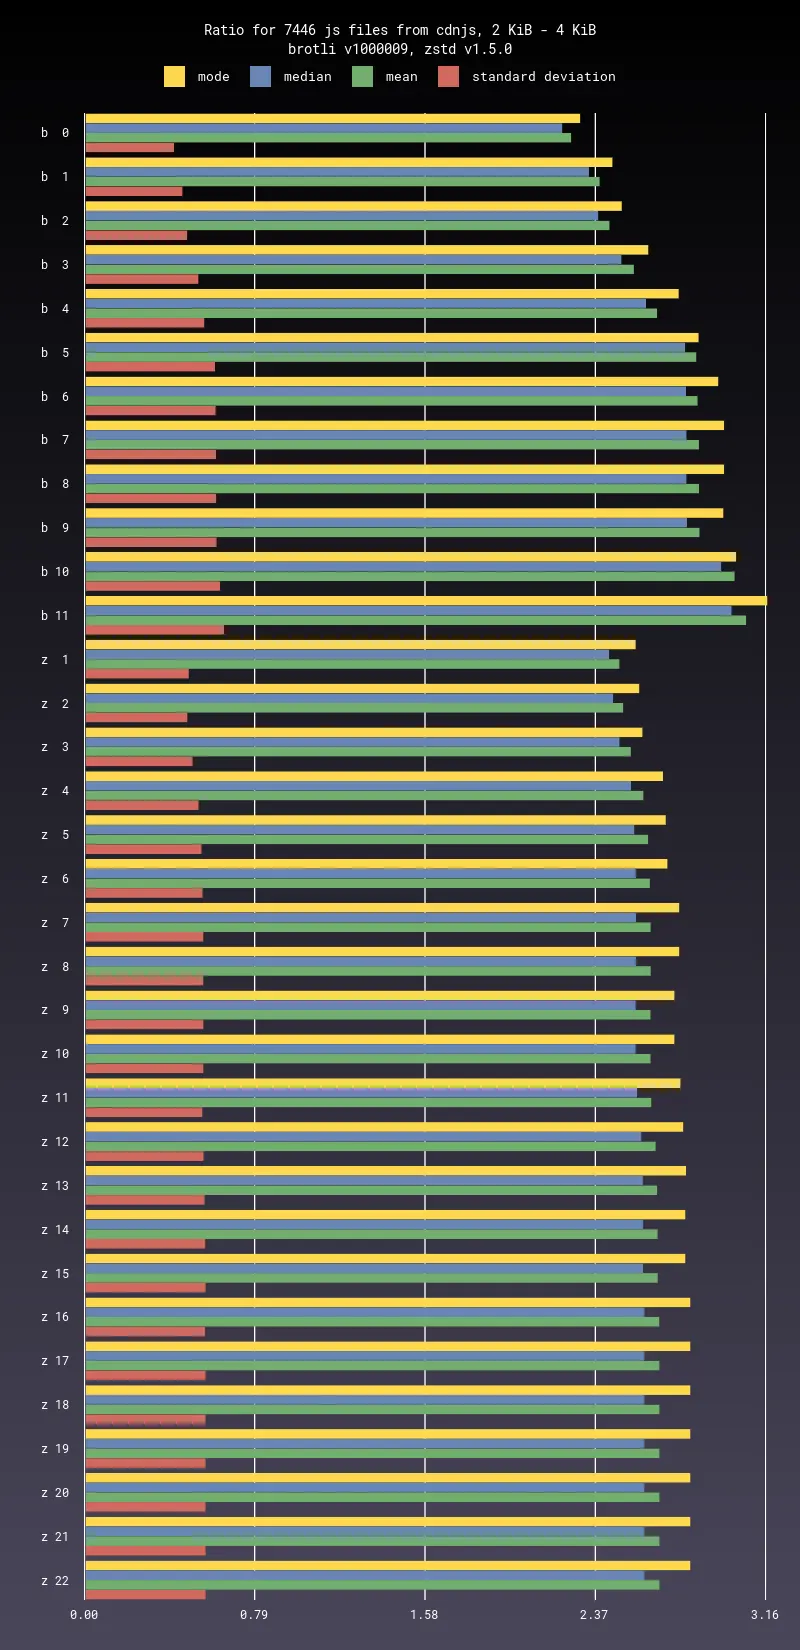 Ratio for 7446 js files from cdnjs, 2 KiB - 4 KiB
brotli v1000009, zstd v1.5.0
mode median mean standard deviation
b 0
b 1
b 2
b 3
b 4
b 5
b 6
b 7
b 8
b 9
b 10
b 11
z 1
z 2
z 3
z 4
z 5
z 6
z 7
z 8
z 9
z 10
z 11
z 12
z 13
z 14
z 15
z 16
z 17
z 18
z 19
z 20
z 21
z 22
0.00 0.79 1.58 2.37 3.16